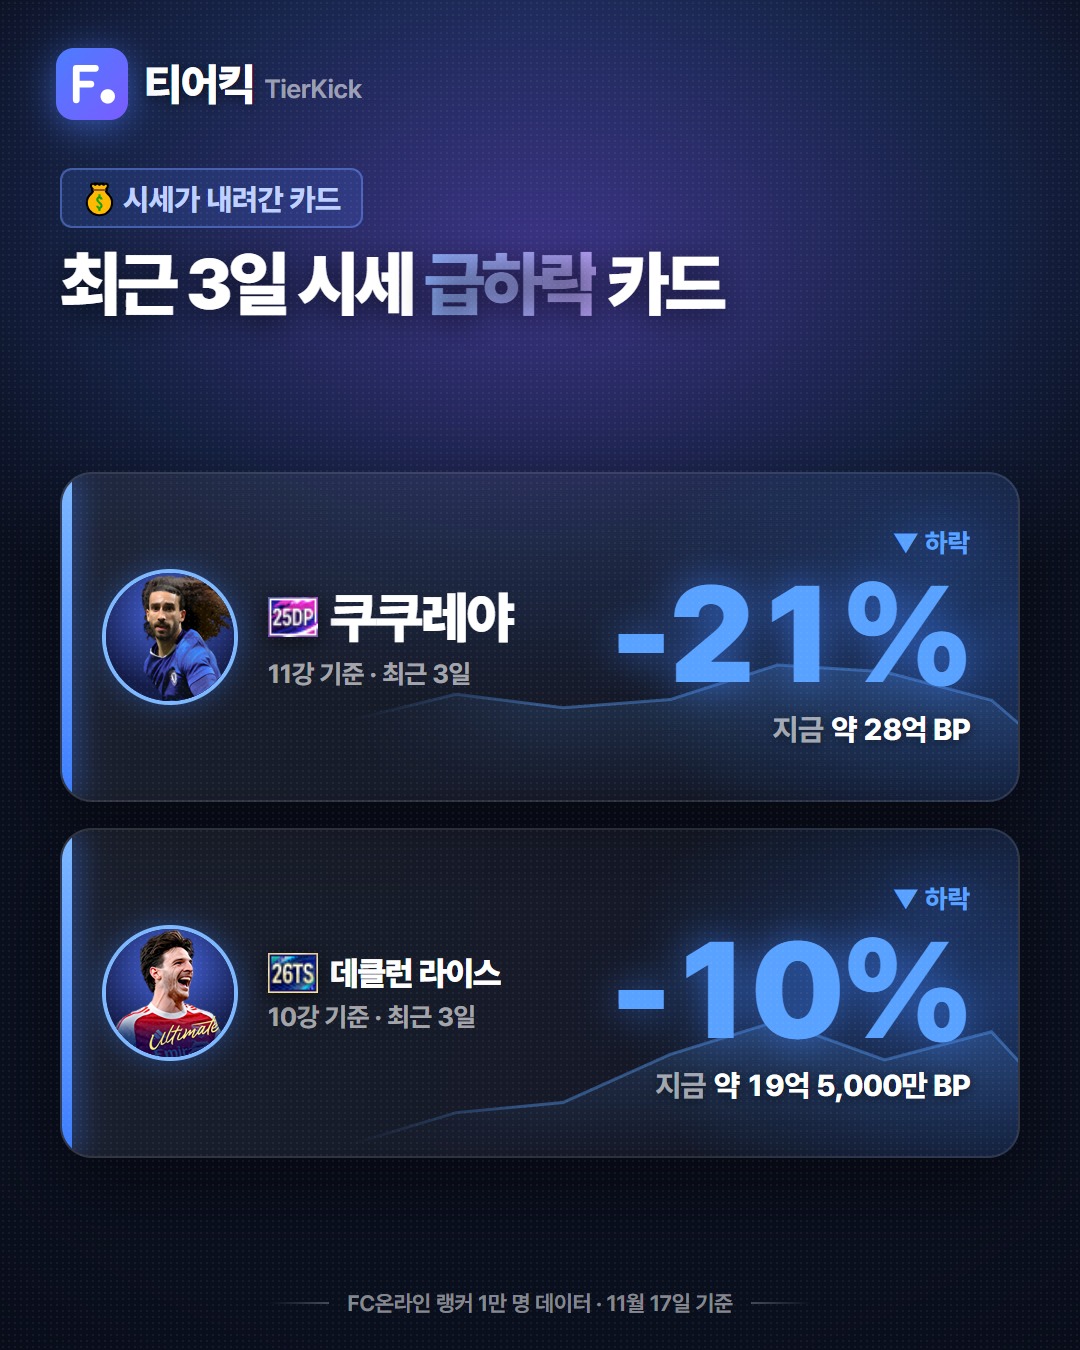 F. 티어킥 TierKick
💰 시세가 내려간 카드
최근 3일 시세 급하락 카드
▼ 하락
25DP 쿠쿠레야
-21%
11강 기준 · 최근 3일
지금 약 28억 BP
▼ 하락
26TS 데클런 라이스
-10%
10강 기준 · 최근 3일
Ultimate
지금 약 19억 5,000만 BP
FC온라인 랭커 1만 명 데이터 · 11월 17일 기준